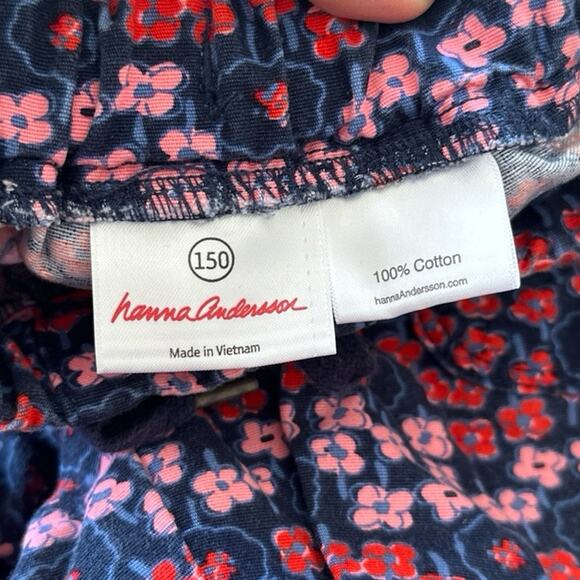 150
hanna Andersson
Made in Vietnam
100% Cotton
hannaAndersson.com